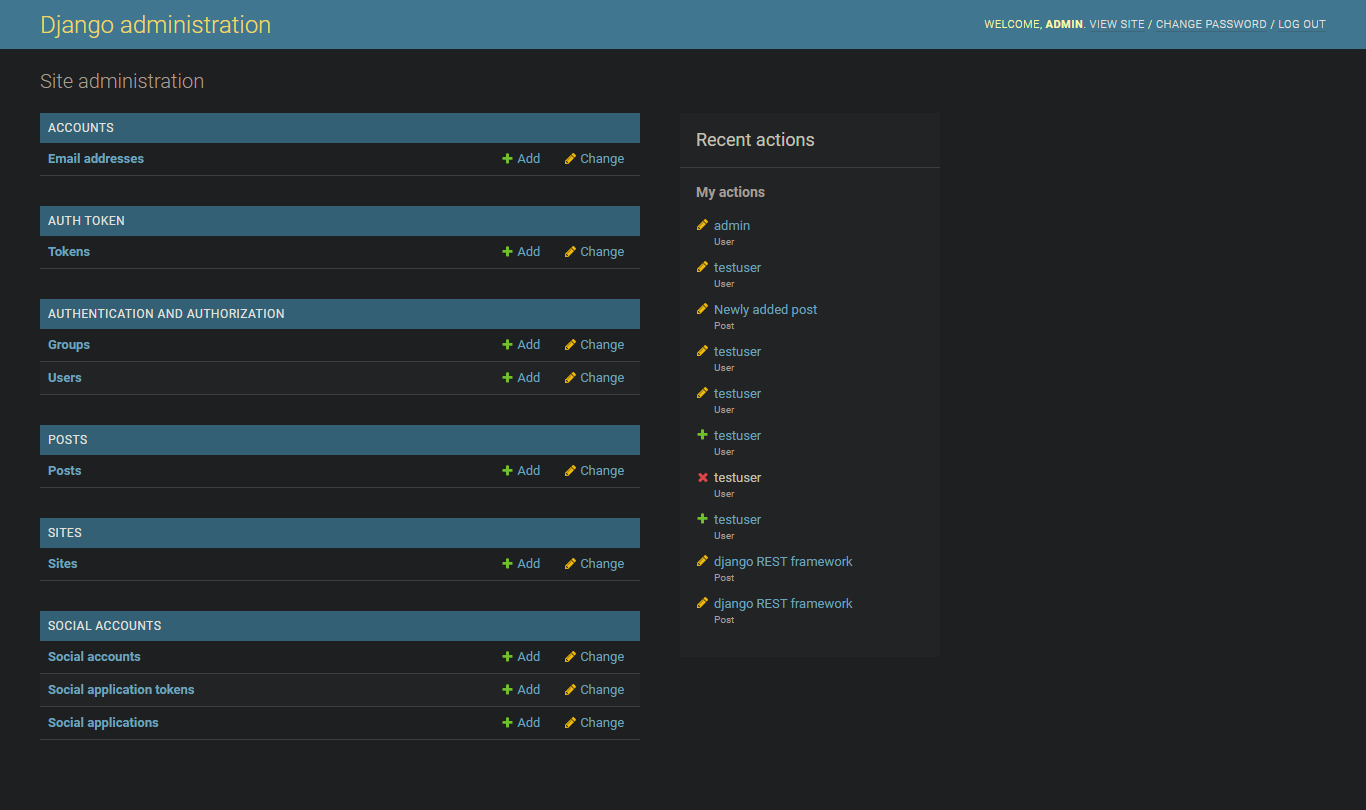 Django administration
WELCOME, ADMIN. VIEW SITE / CHANGE PASSWORD / LOG OUT
Site administration
ACCOUNTS
Email addresses Add Change
AUTH TOKEN
Tokens Add Change
AUTHENTICATION AND AUTHORIZATION
Groups Add Change
Users Add Change
POSTS
Posts Add Change
SITES
Sites Add Change
SOCIAL ACCOUNTS
Social accounts Add Change
Social application tokens Add Change
Social applications Add Change
Recent actions
My actions
admin
User
testuser
User
Newly added post
Post
testuser
User
testuser
User
testuser
User
testuser
User
testuser
User
django REST framework
Post
django REST framework
Post